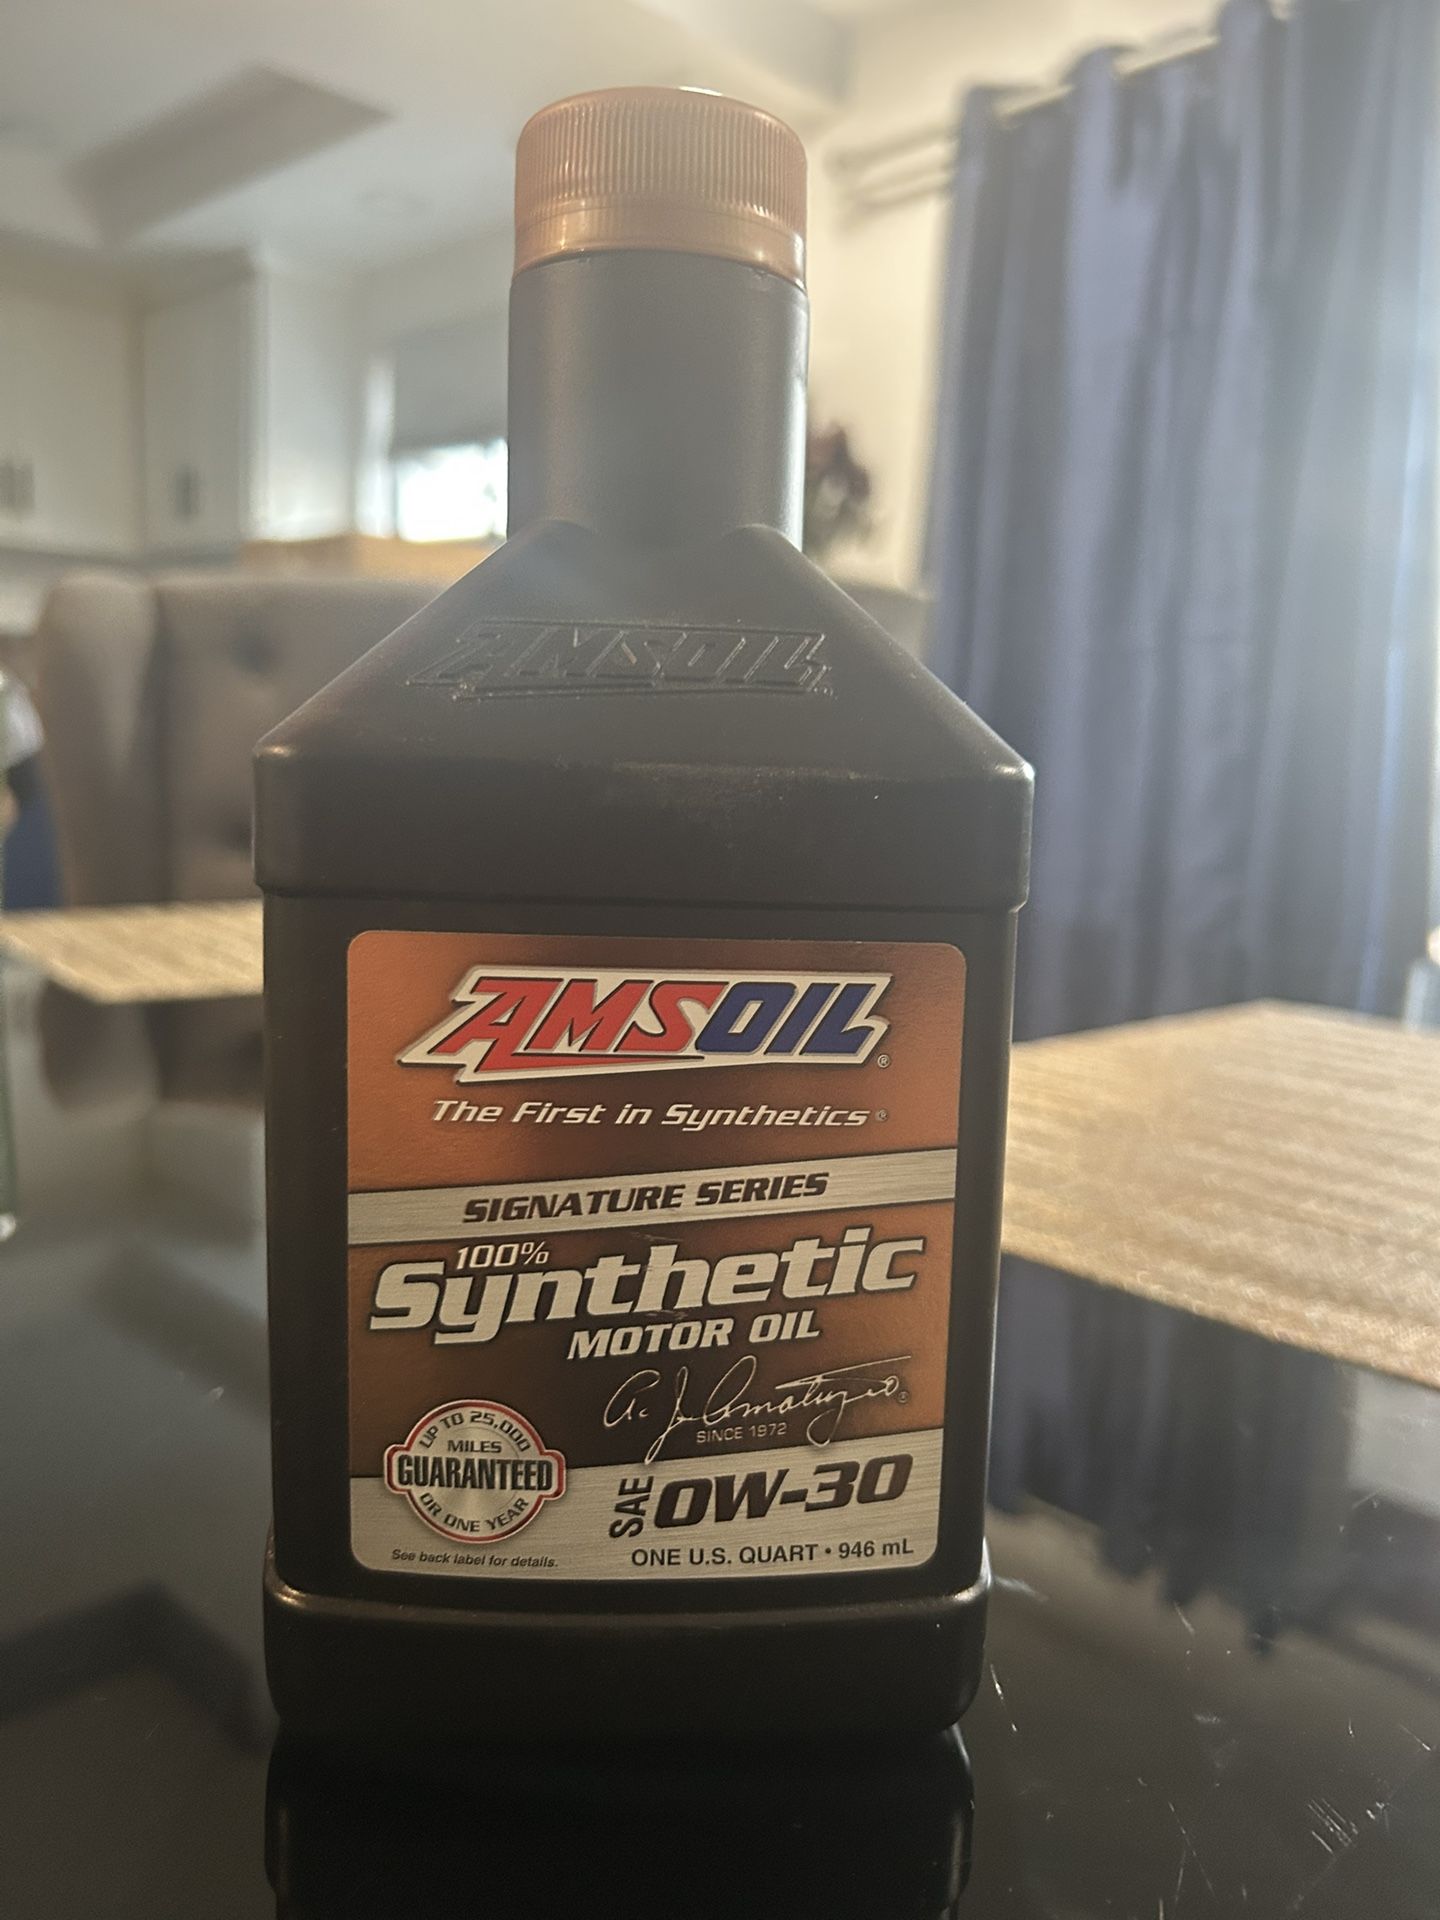 AMSOIL
AMSOIL®
The First in Synthetics®
SIGNATURE SERIES
100%
Synthetic
MOTOR OIL
A. J. Amatuzio®
SINCE 1972
UP TO 25,000
MILES
GUARANTEED
OR ONE YEAR
SAE 0W-30
See back label for details.
ONE U.S. QUART • 946 mL